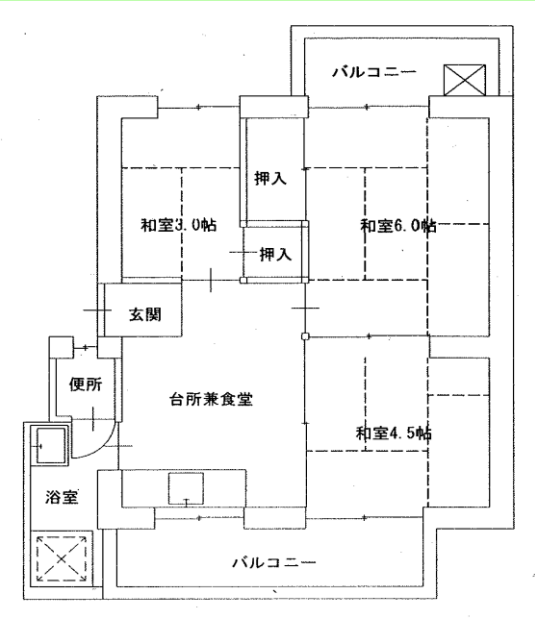 バルコニー
押入
和室3.0帖
和室6.0帖
押入
玄関
便所
台所兼食堂
和室4.5帖
浴室
バルコニー